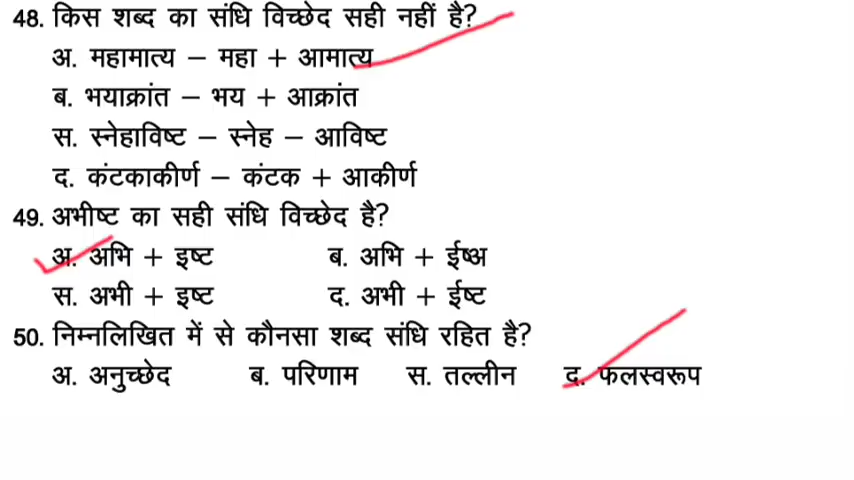 48. किस शब्द का संधि विच्छेद सही नहीं है?
अ. महामात्य – महा + आमात्य
ब. भयाक्रांत – भय + आक्रांत
स. स्नेहाविष्ट – स्नेह – आविष्ट
द. कंटकाकीर्ण – कंटक + आकीर्ण
49. अभीष्ट का सही संधि विच्छेद है?
अ. अभि + इष्ट ब. अभि + ईष्अ
स. अभी + इष्ट द. अभी + ईष्ट
50. निम्नलिखित में से कौनसा शब्द संधि रहित है?
अ. अनुच्छेद ब. परिणाम स. तल्लीन द. फलस्वरूप